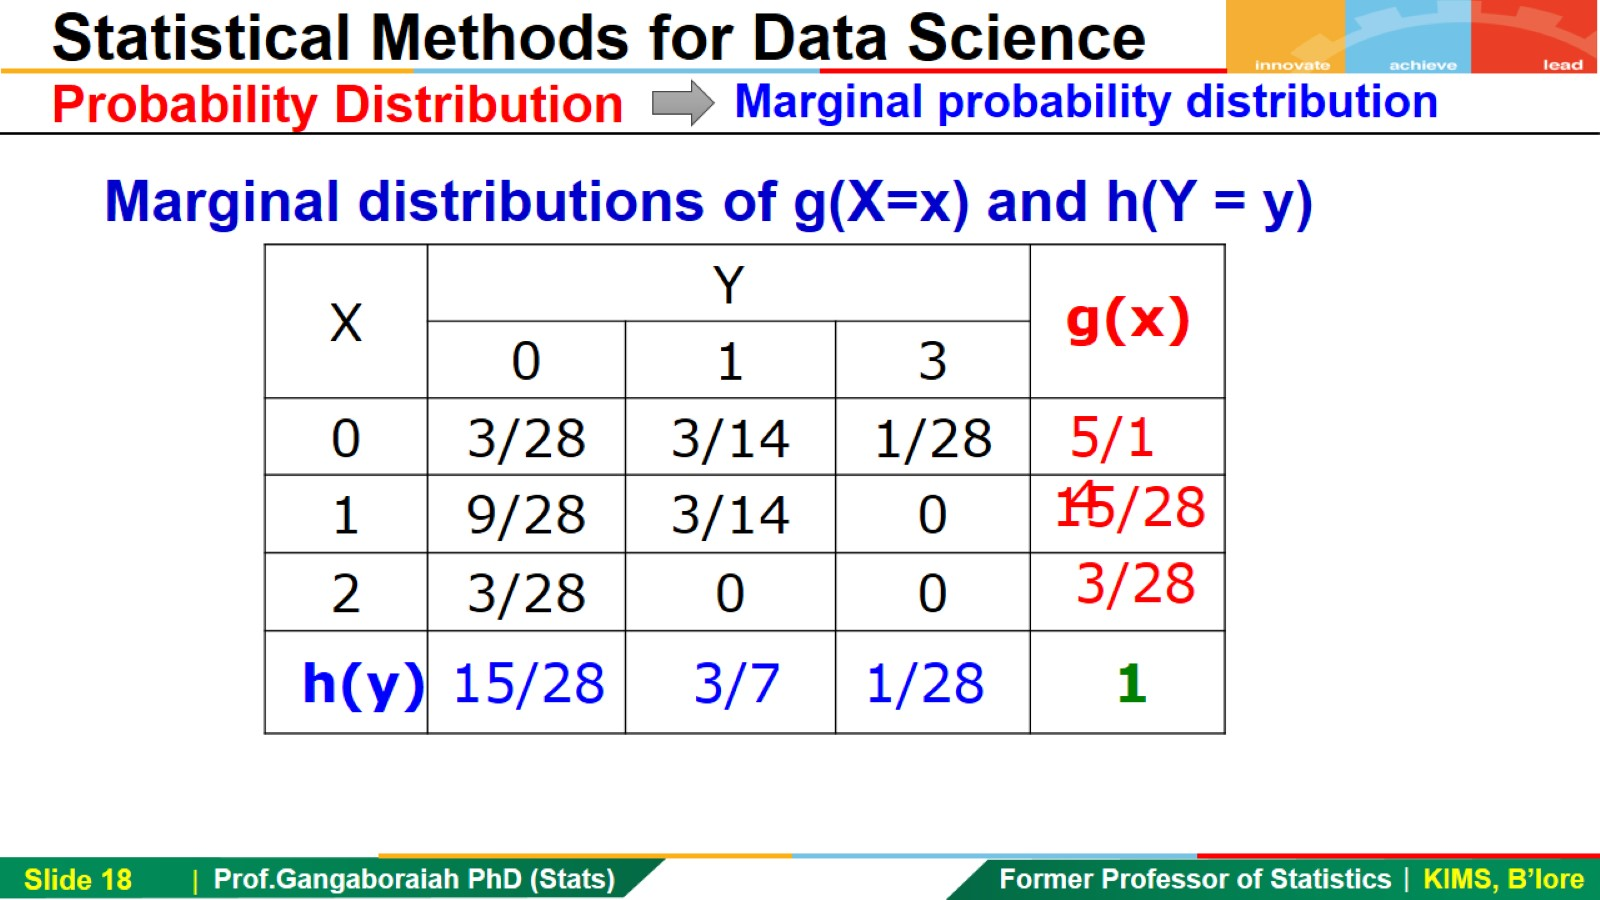 Statistical Methods for Data Science
innovate achieve lead
Probability Distribution Marginal probability distribution
Marginal distributions of g(X=x) and h(Y = y)
X Y g(x)
0 1 3
0 3/28 3/14 1/28 5/1
4
1 9/28 3/14 0 15/28
2 3/28 0 0 3/28
h(y) 15/28 3/7 1/28 1
Slide 18 | Prof.Gangaboraiah PhD (Stats) Former Professor of Statistics | KIMS, B’lore